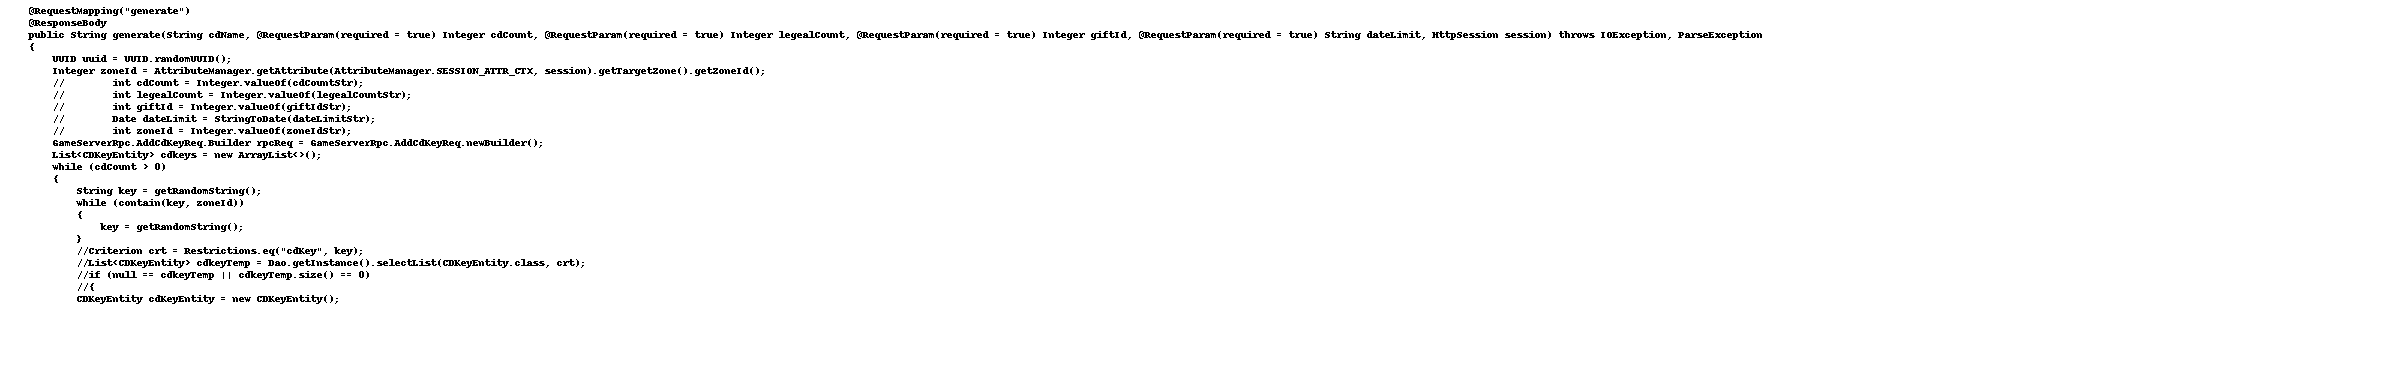 @RequestMapping("generate")
@ResponseBody
public String generate(String cdName, @RequestParam(required = true) Integer cdCount, @RequestParam(required = true) Integer legealCount, @RequestParam(required = true) Integer giftId, @RequestParam(required = true) String dateLimit, HttpSession session) throws IOException, ParseException
{
    UUID uuid = UUID.randomUUID();
    Integer zoneId = AttributeManager.getAttribute(AttributeManager.SESSION_ATTR_CTX, session).getTargetZone().getZoneId();
    //        int cdCount = Integer.valueOf(cdCountStr);
    //        int legealCount = Integer.valueOf(legealCountStr);
    //        int giftId = Integer.valueOf(giftIdStr);
    //        Date dateLimit = StringToDate(dateLimitStr);
    //        int zoneId = Integer.valueOf(zoneIdStr);
    GameServerRpc.AddCdKeyReq.Builder rpcReq = GameServerRpc.AddCdKeyReq.newBuilder();
    List<CDKeyEntity> cdkeys = new ArrayList<>();
    while (cdCount > 0)
    {
        String key = getRandomString();
        while (contain(key, zoneId))
        {
            key = getRandomString();
        }
        //Criterion crt = Restrictions.eq("cdKey", key);
        //List<CDKeyEntity> cdkeyTemp = Dao.getInstance().selectList(CDKeyEntity.class, crt);
        //if (null == cdkeyTemp || cdkeyTemp.size() == 0)
        //{
        CDKeyEntity cdKeyEntity = new CDKeyEntity();